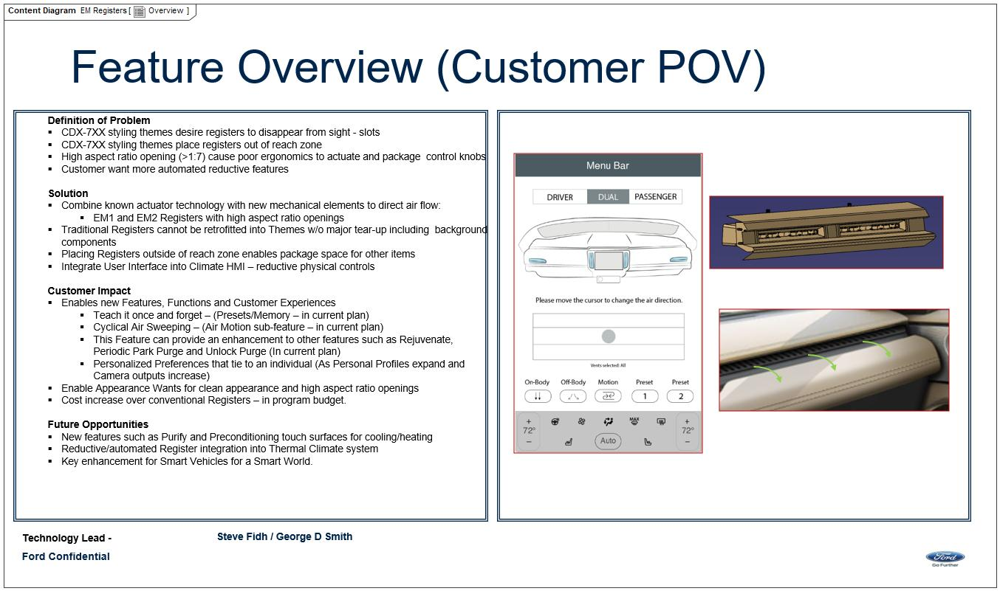 Content Diagram EM Registers [ Overview ]
Feature Overview (Customer POV)
Definition of Problem
▪ CDX-7XX styling themes desire registers to disappear from sight - slots
▪ CDX-7XX styling themes place registers out of reach zone
▪ High aspect ratio opening (>1:7) cause poor ergonomics to actuate and package control knobs
▪ Customer want more automated reductive features
Solution
▪ Combine known actuator technology with new mechanical elements to direct air flow:
▪ EM1 and EM2 Registers with high aspect ratio openings
▪ Traditional Registers cannot be retrofitted into Themes w/o major tear-up including background
components
▪ Placing Registers outside of reach zone enables package space for other items
▪ Integrate User Interface into Climate HMI – reductive physical controls
Customer Impact
▪ Enables new Features, Functions and Customer Experiences
▪ Teach it once and forget – (Presets/Memory – in current plan)
▪ Cyclical Air Sweeping – (Air Motion sub-feature – in current plan)
▪ This Feature can provide an enhancement to other features such as Rejuvenate,
Periodic Park Purge and Unlock Purge (In current plan)
▪ Personalized Preferences that tie to an individual (As Personal Profiles expand and
Camera outputs increase)
▪ Enable Appearance Wants for clean appearance and high aspect ratio openings
▪ Cost increase over conventional Registers – in program budget.
Future Opportunities
▪ New features such as Purify and Preconditioning touch surfaces for cooling/heating
▪ Reductive/automated Register integration into Thermal Climate system
▪ Key enhancement for Smart Vehicles for a Smart World.
Menu Bar
DRIVER DUAL PASSENGER
Please move the cursor to change the air direction.
Vents selected: All
On-Body Off-Body Motion Preset Preset
1 2
+ MAX +
72° 72°
– Auto –
Technology Lead - Steve Fidh / George D Smith
Ford Confidential
Ford
Go Further